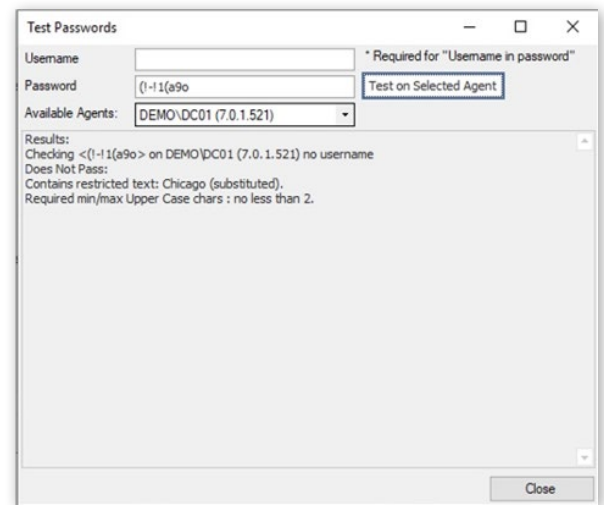 Test Passwords
Username
* Required for "Username in password"
Password
(!-!1(a9o
Test on Selected Agent
Available Agents:
DEMO\DC01 (7.0.1.521)
Results:
Checking <(!-!1(a9o> on DEMO\DC01 (7.0.1.521) no username
Does Not Pass:
Contains restricted text: Chicago (substituted).
Required min/max Upper Case chars : no less than 2.
Close